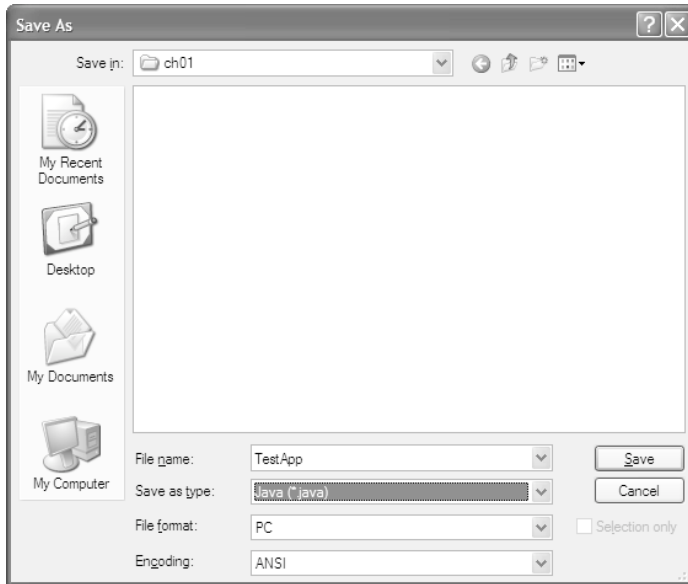 Save As
Save in: ch01
My Recent
Documents
Desktop
My Documents
My Computer
File name: TestApp Save
Save as type: Java (*.java) Cancel
File format: PC Selection only
Encoding: ANSI